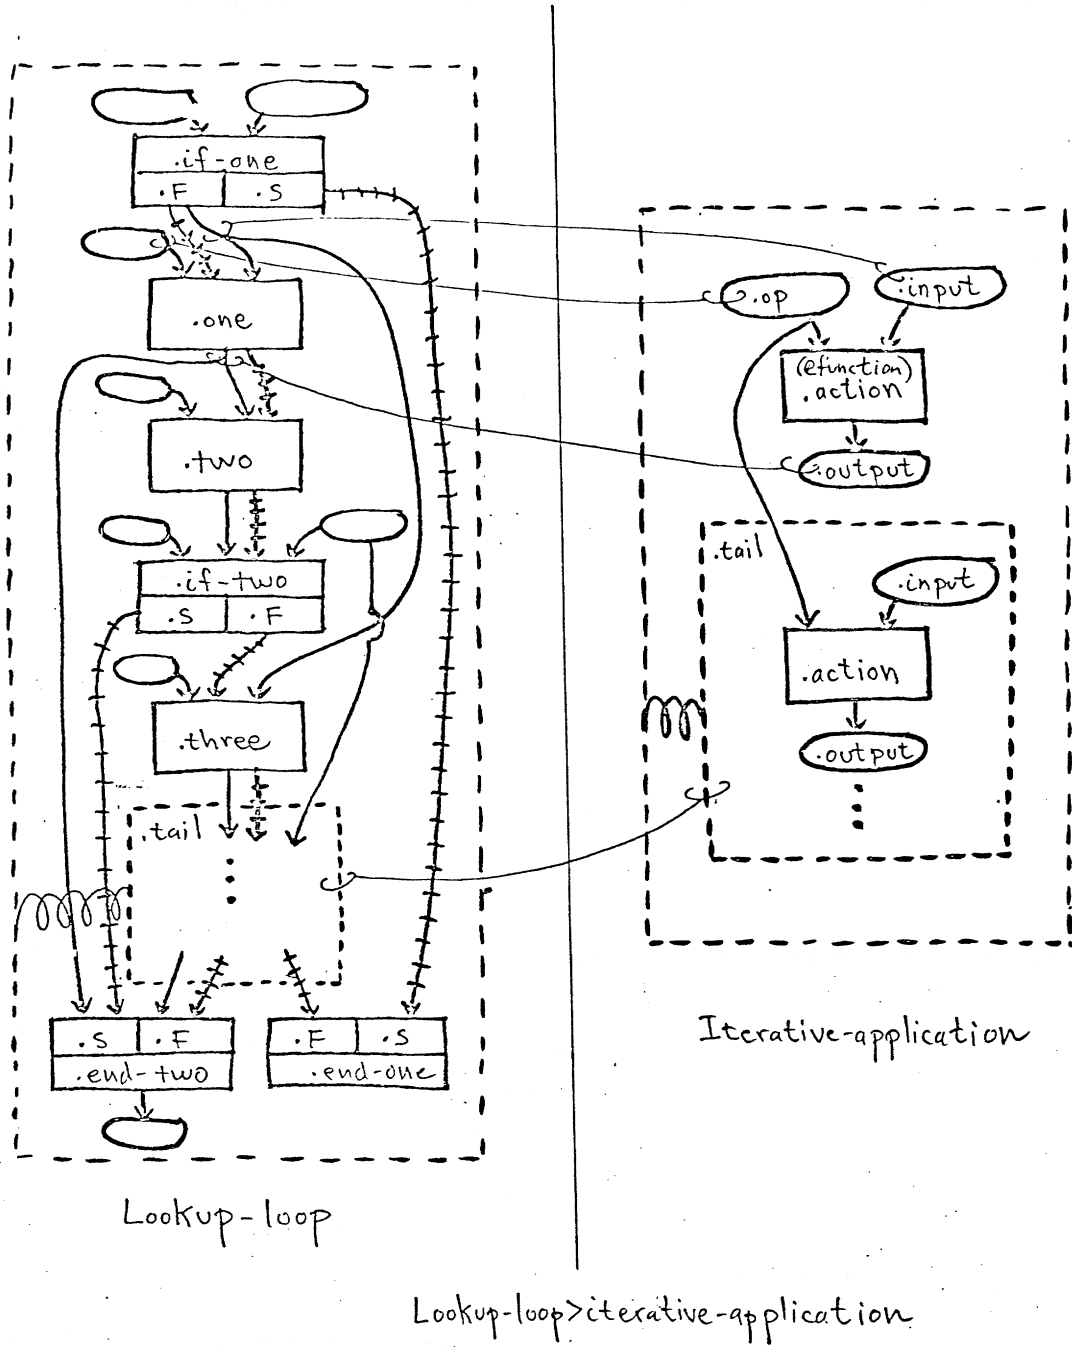 .if-one
.F .S
.one
.two
.if-two
.S .F
.three
.tail
.S .F
.end-two
.F .S
.end-one
Lookup-loop
.op
.input
(efunction)
.action
.output
.tail
.input
.action
.output
Iterative-application
Lookup-loop>iterative-application